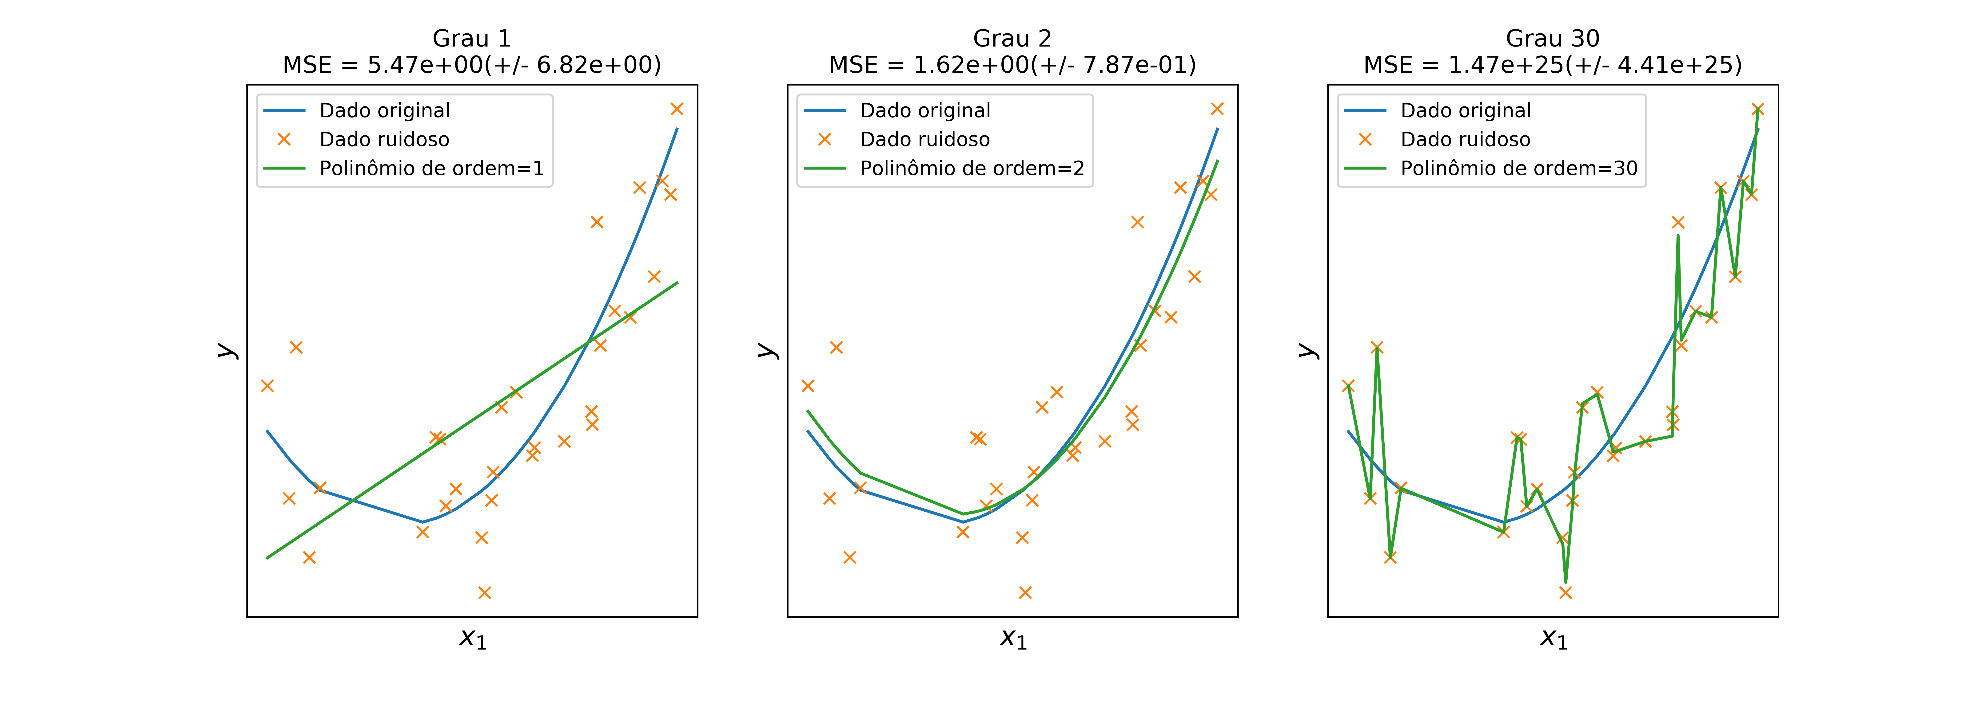 Grau 1
MSE = 5.47e+00(+/- 6.82e+00)
Dado original
Dado ruidoso
Polinômio de ordem=1
y
x1
Grau 2
MSE = 1.62e+00(+/- 7.87e-01)
Dado original
Dado ruidoso
Polinômio de ordem=2
y
x1
Grau 30
MSE = 1.47e+25(+/- 4.41e+25)
Dado original
Dado ruidoso
Polinômio de ordem=30
y
x1